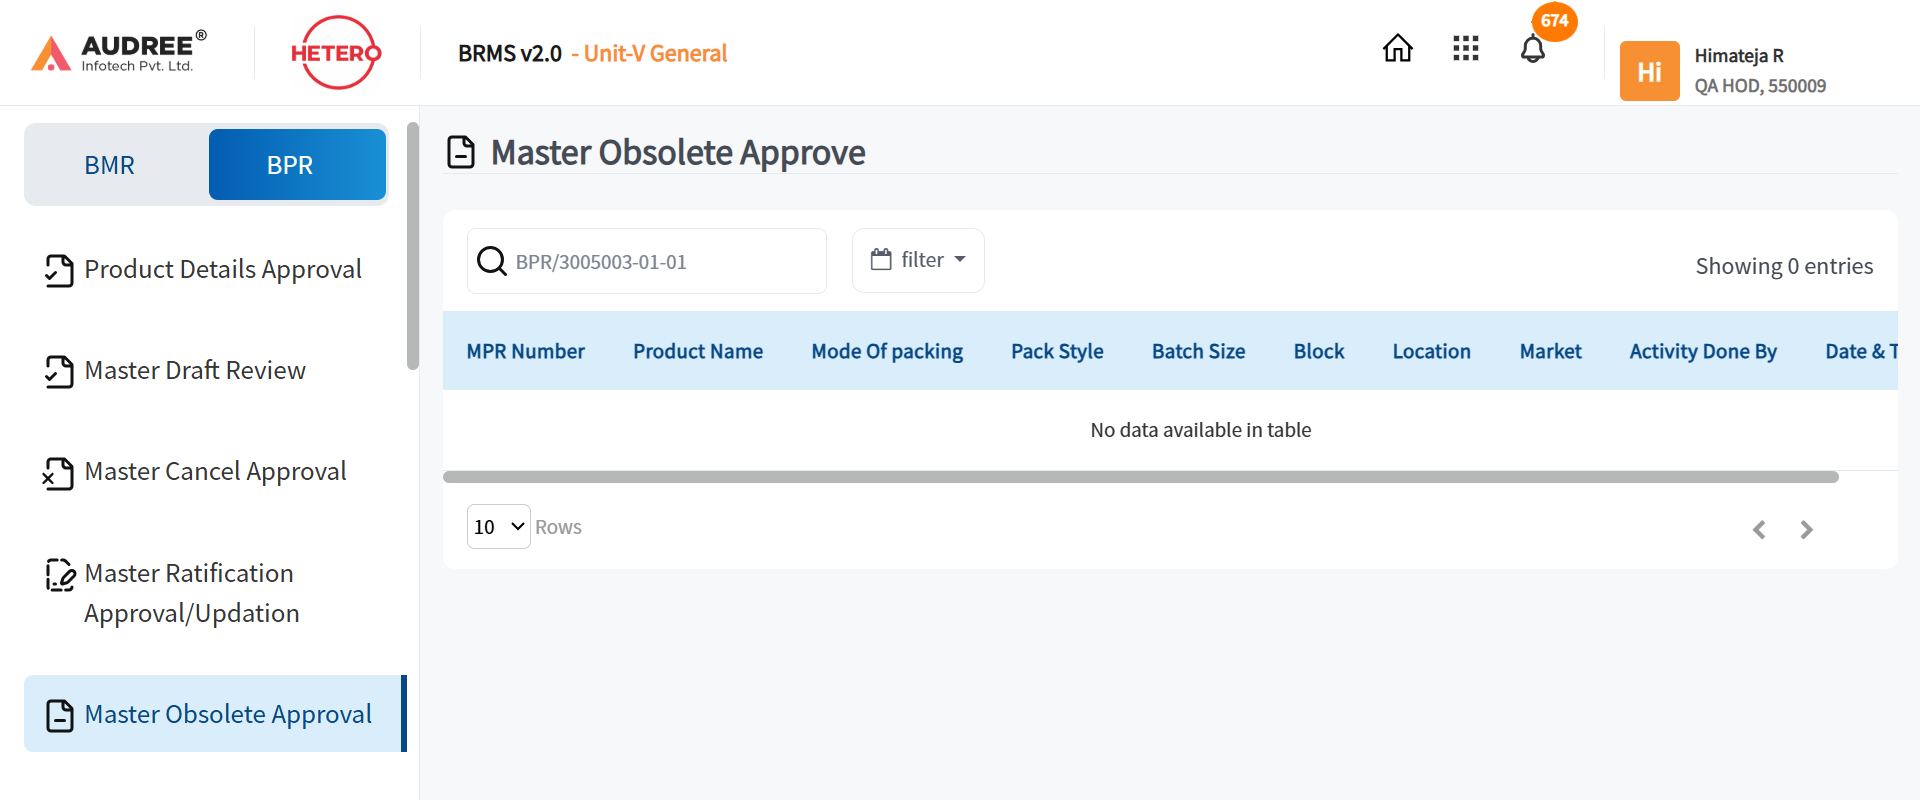 AUDREE®
Infotech Pvt. Ltd.
HETERO
BRMS v2.0 - Unit-V General
674
Hi
Himateja R
QA HOD, 550009
BMR
BPR
Product Details Approval
Master Draft Review
Master Cancel Approval
Master Ratification
Approval/Updation
Master Obsolete Approval
Master Obsolete Approve
BPR/3005003-01-01
filter
Showing 0 entries
MPR Number Product Name Mode Of packing Pack Style Batch Size Block Location Market Activity Done By Date & T
No data available in table
10 Rows